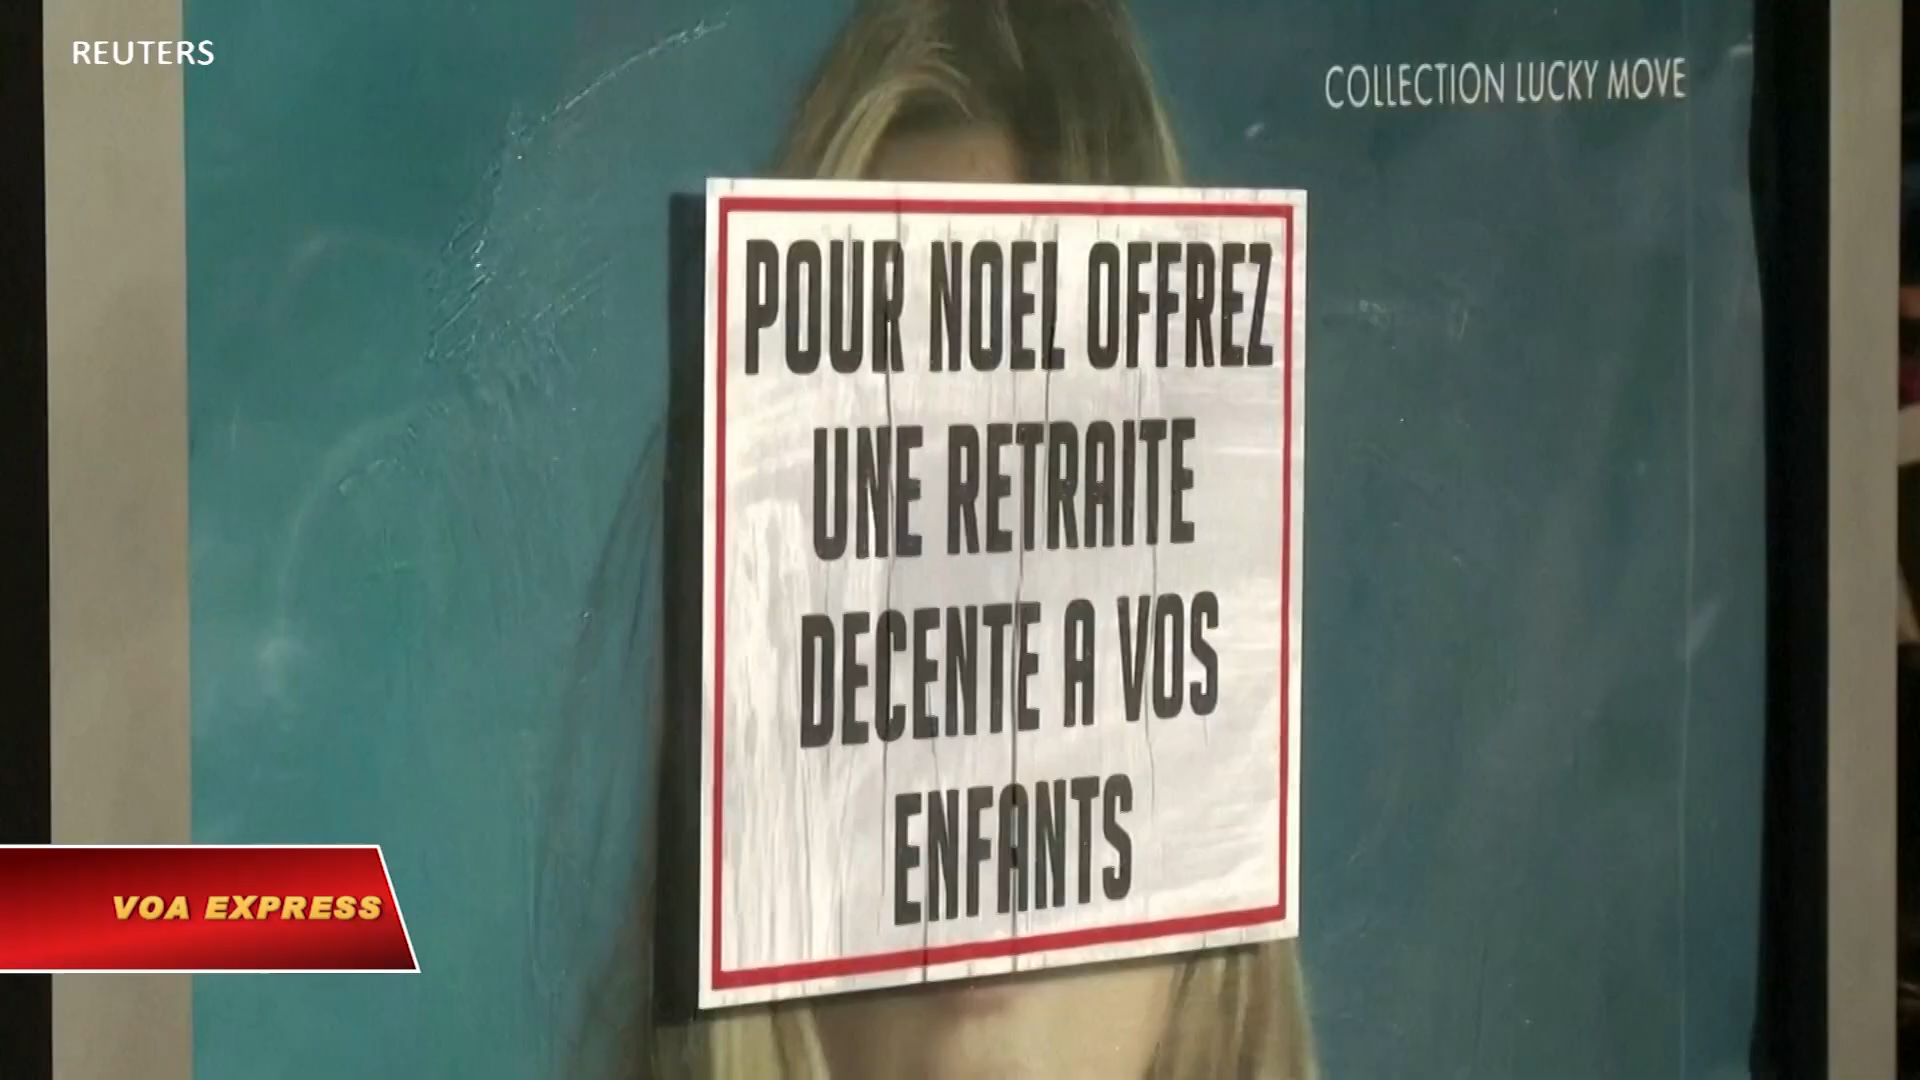 REUTERS
COLLECTION LUCKY MOVE
POUR NOEL OFFREZ
UNE RETRAITE
DECENTE A VOS
ENFANTS
VOA EXPRESS